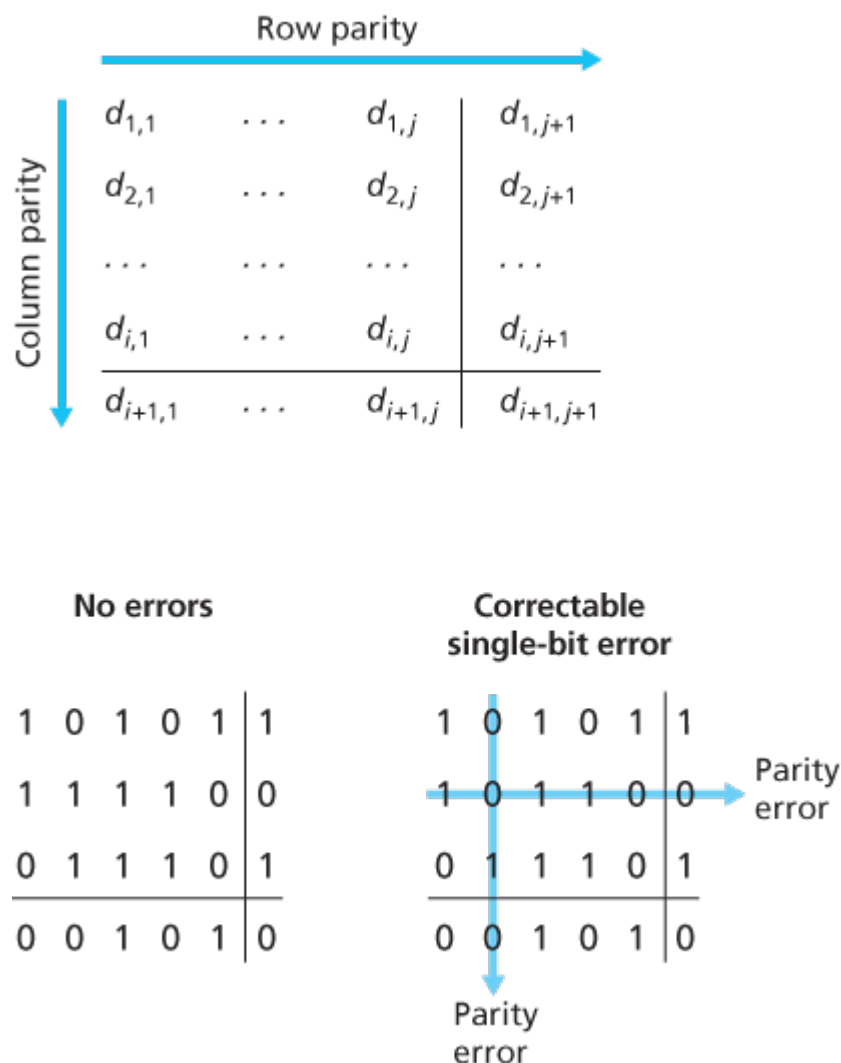 Row parity
Column parity
d1,1 . . . d1,j d1,j+1
d2,1 . . . d2,j d2,j+1
. . . . . . . . . . . .
di,1 . . . di,j di,j+1
di+1,1 . . . di+1,j di+1,j+1
No errors
1 0 1 0 1 1
1 1 1 1 0 0
0 1 1 1 0 1
0 0 1 0 1 0
Correctable
single-bit error
1 0 1 0 1 1
1 0 1 1 0 0
0 1 1 1 0 1
0 0 1 0 1 0
Parity
error
Parity
error